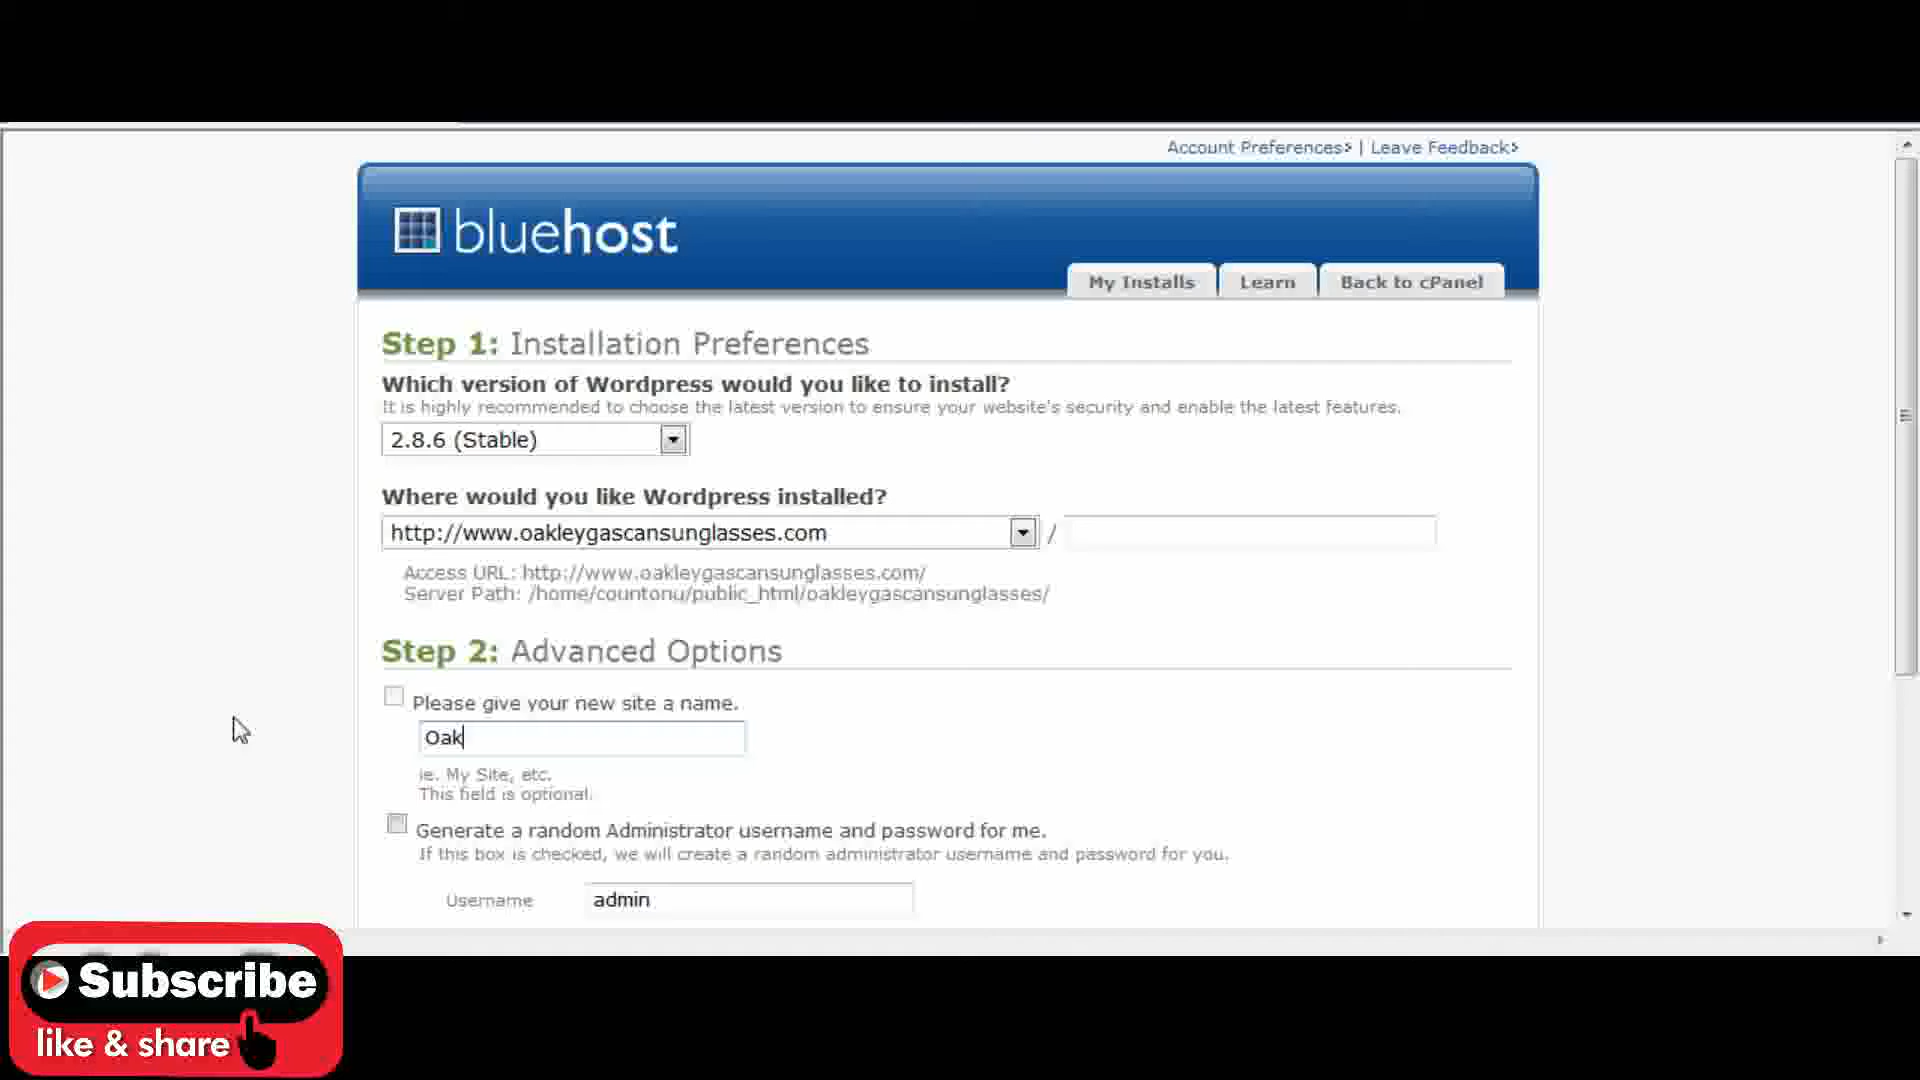 Account Preferences> | Leave Feedback>
bluehost
My Installs
Learn
Back to cPanel
Step 1: Installation Preferences
Which version of Wordpress would you like to install?
It is highly recommended to choose the latest version to ensure your website's security and enable the latest features.
2.8.6 (Stable)
Where would you like Wordpress installed?
http://www.oakleygascansunglasses.com /
Access URL: http://www.oakleygascansunglasses.com/
Server Path: /home/countonu/public_html/oakleygascansunglasses/
Step 2: Advanced Options
Please give your new site a name.
Oak
ie. My Site, etc.
This field is optional.
Generate a random Administrator username and password for me.
If this box is checked, we will create a random administrator username and password for you.
Username admin
Subscribe
like & share